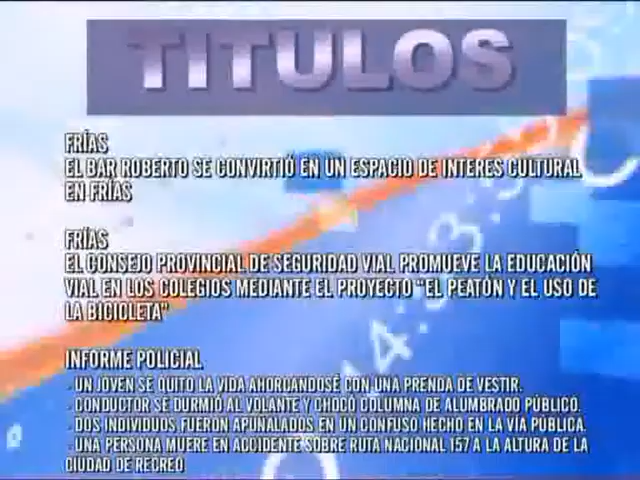 TITULOS
FRÍAS
EL BAR ROBERTO SE CONVIRTIÓ EN UN ESPACIO DE INTERES CULTURAL
EN FRÍAS
FRÍAS
EL CONSEJO PROVINCIAL DE SEGURIDAD VIAL PROMUEVE LA EDUCACIÓN
VIAL EN LOS COLEGIOS MEDIANTE EL PROYECTO "EL PEATÓN Y EL USO DE
LA BICICLETA"
INFORME POLICIAL
- UN JOVEN SE QUITO LA VIDA AHORCANDOSE CON UNA PRENDA DE VESTIR.
- CONDUCTOR SE DURMIÓ AL VOLANTE Y CHOCÓ COLUMNA DE ALUMBRADO PÚBLICO.
- DOS INDIVIDUOS FUERON APUÑALADOS EN UN CONFUSO HECHO EN LA VÍA PÚBLICA.
- UNA PERSONA MUERE EN ACCIDENTE SOBRE RUTA NACIONAL 157 A LA ALTURA DE LA
CIUDAD DE RECREO